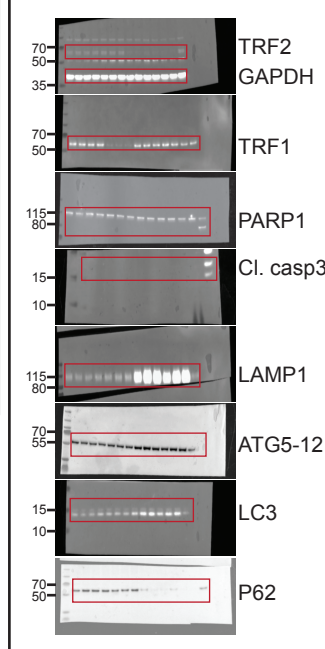 70 TRF2
50
GAPDH
35
70
50 TRF1
115
80 PARP1
Cl. casp3
15
10
115 LAMP1
80
70
55 ATG5-12
15 LC3
10
70
50 P62